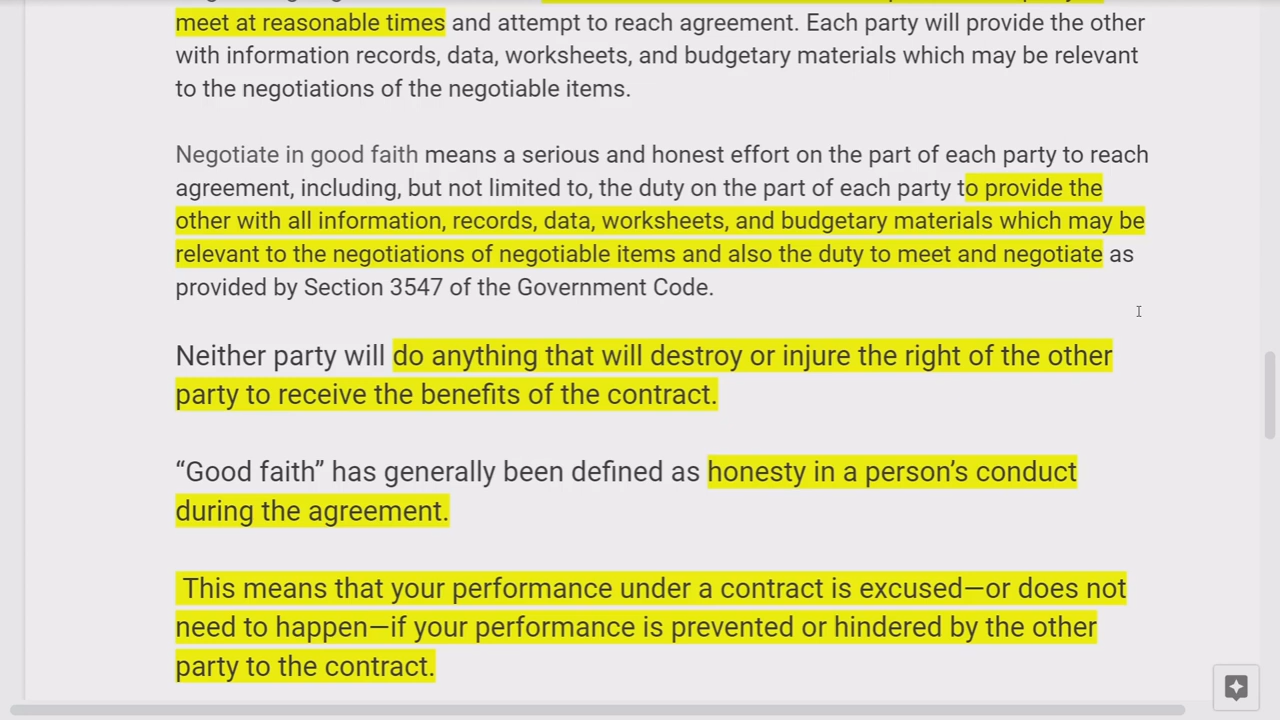 meet at reasonable times and attempt to reach agreement. Each party will provide the other
with information records, data, worksheets, and budgetary materials which may be relevant
to the negotiations of the negotiable items.
Negotiate in good faith means a serious and honest effort on the part of each party to reach
agreement, including, but not limited to, the duty on the part of each party to provide the
other with all information, records, data, worksheets, and budgetary materials which may be
relevant to the negotiations of negotiable items and also the duty to meet and negotiate as
provided by Section 3547 of the Government Code.
Neither party will do anything that will destroy or injure the right of the other
party to receive the benefits of the contract.
“Good faith” has generally been defined as honesty in a person’s conduct
during the agreement.
This means that your performance under a contract is excused—or does not
need to happen—if your performance is prevented or hindered by the other
party to the contract.